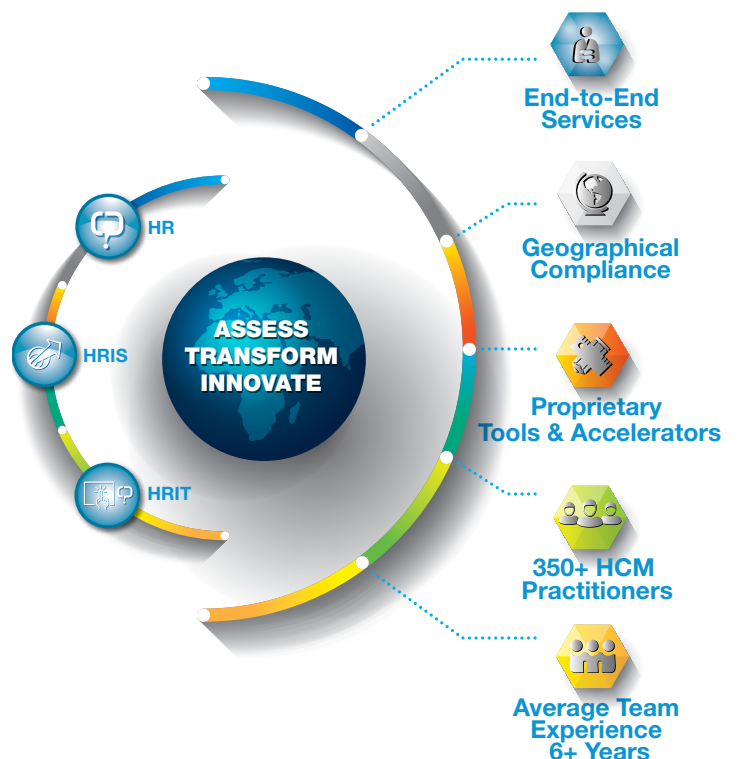 End-to-End
Services
HR
Geographical
Compliance
ASSESS
TRANSFORM
INNOVATE
HRIS
Proprietary
Tools & Accelerators
HRIT
350+ HCM
Practitioners
Average Team
Experience
6+ Years